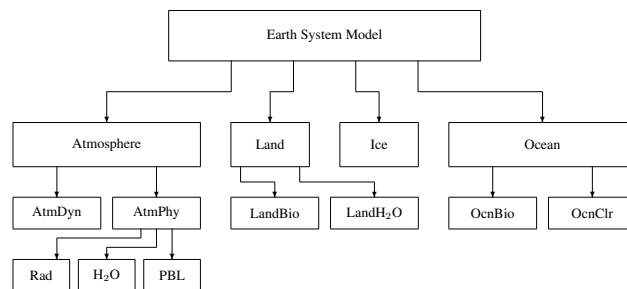 Earth System Model
Atmosphere
Land
Ice
Ocean
AtmDyn
AtmPhy
LandBio
LandH₂O
OcnBio
OcnClr
Rad
H₂O
PBL